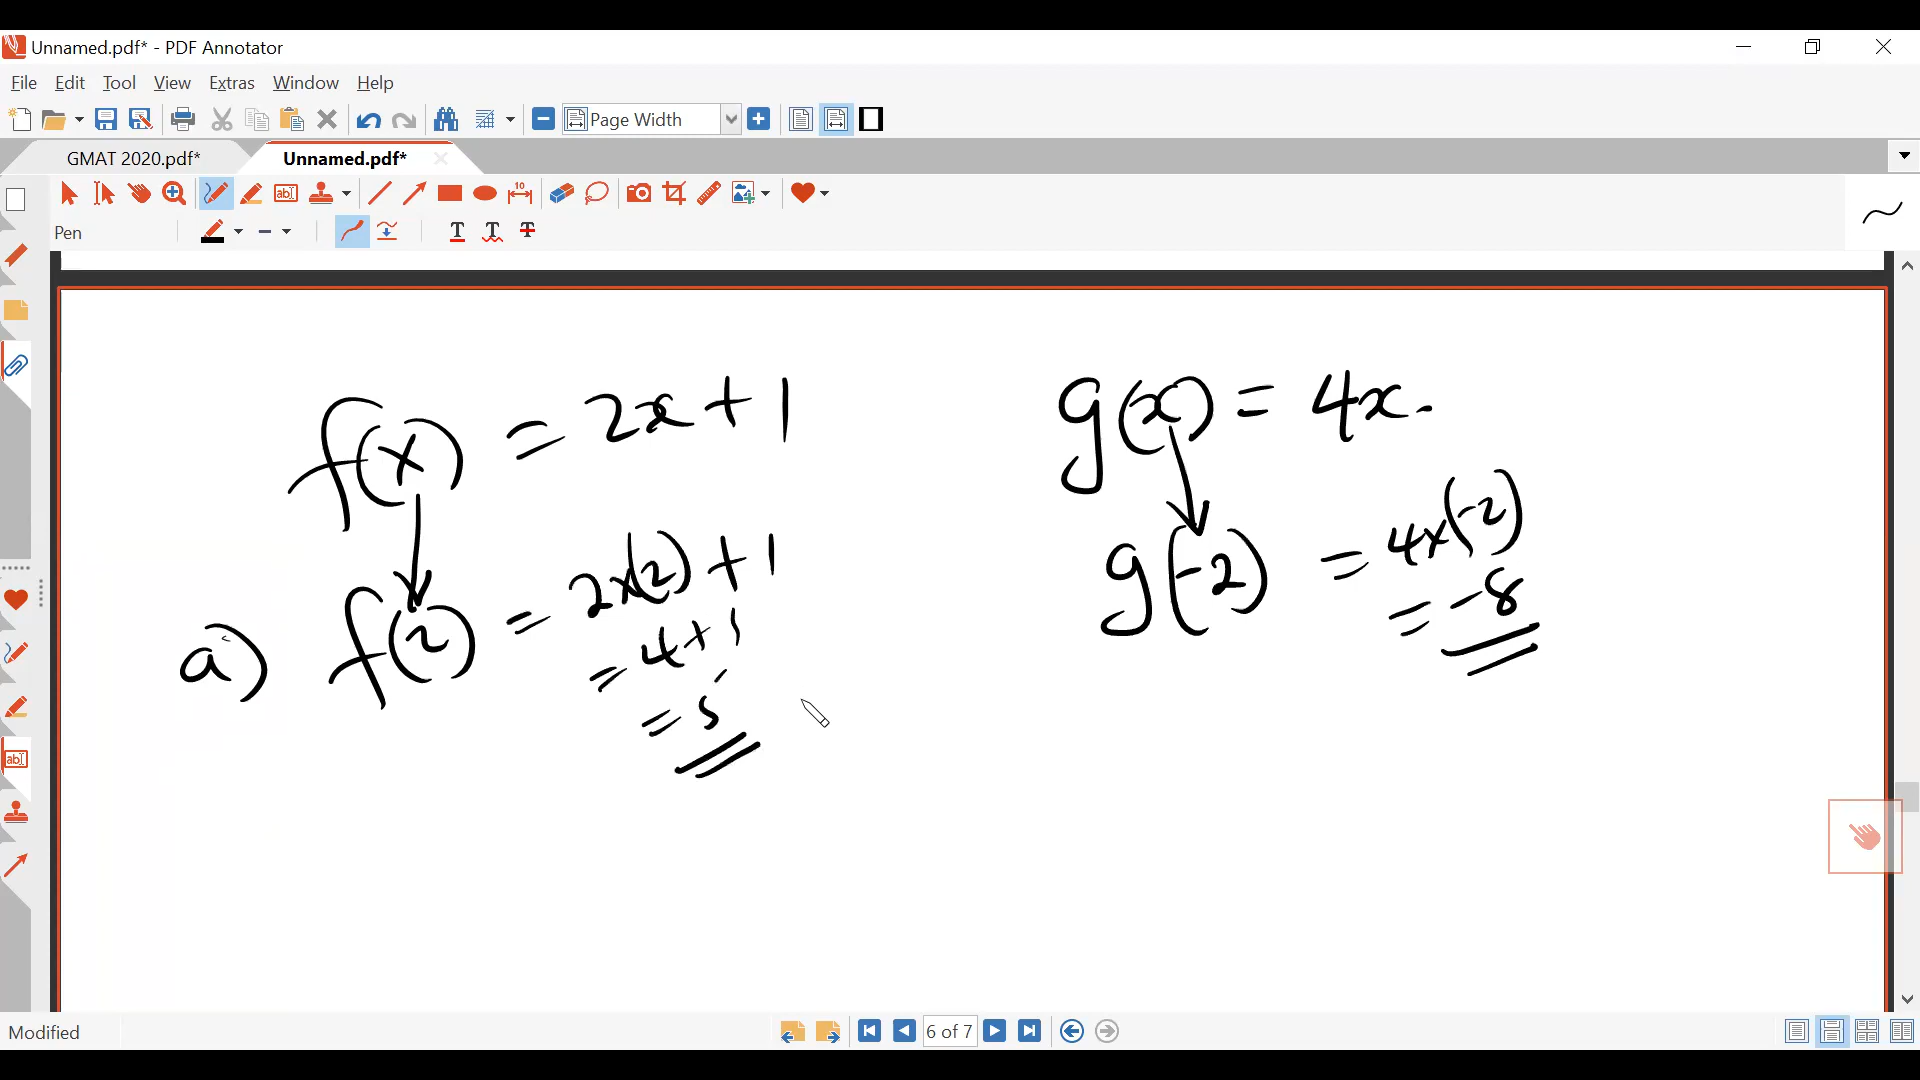 Unnamed.pdf* - PDF Annotator
File Edit Tool View Extras Window Help
Page Width
GMAT 2020.pdf*
Unnamed.pdf*
Pen
f(x) = 2x + 1
g(x) = 4x.
a) f(2) = 2x(2) + 1
= 4 + 1
= 5
g(-2) = 4x(-2)
= -8
Modified
6 of 7